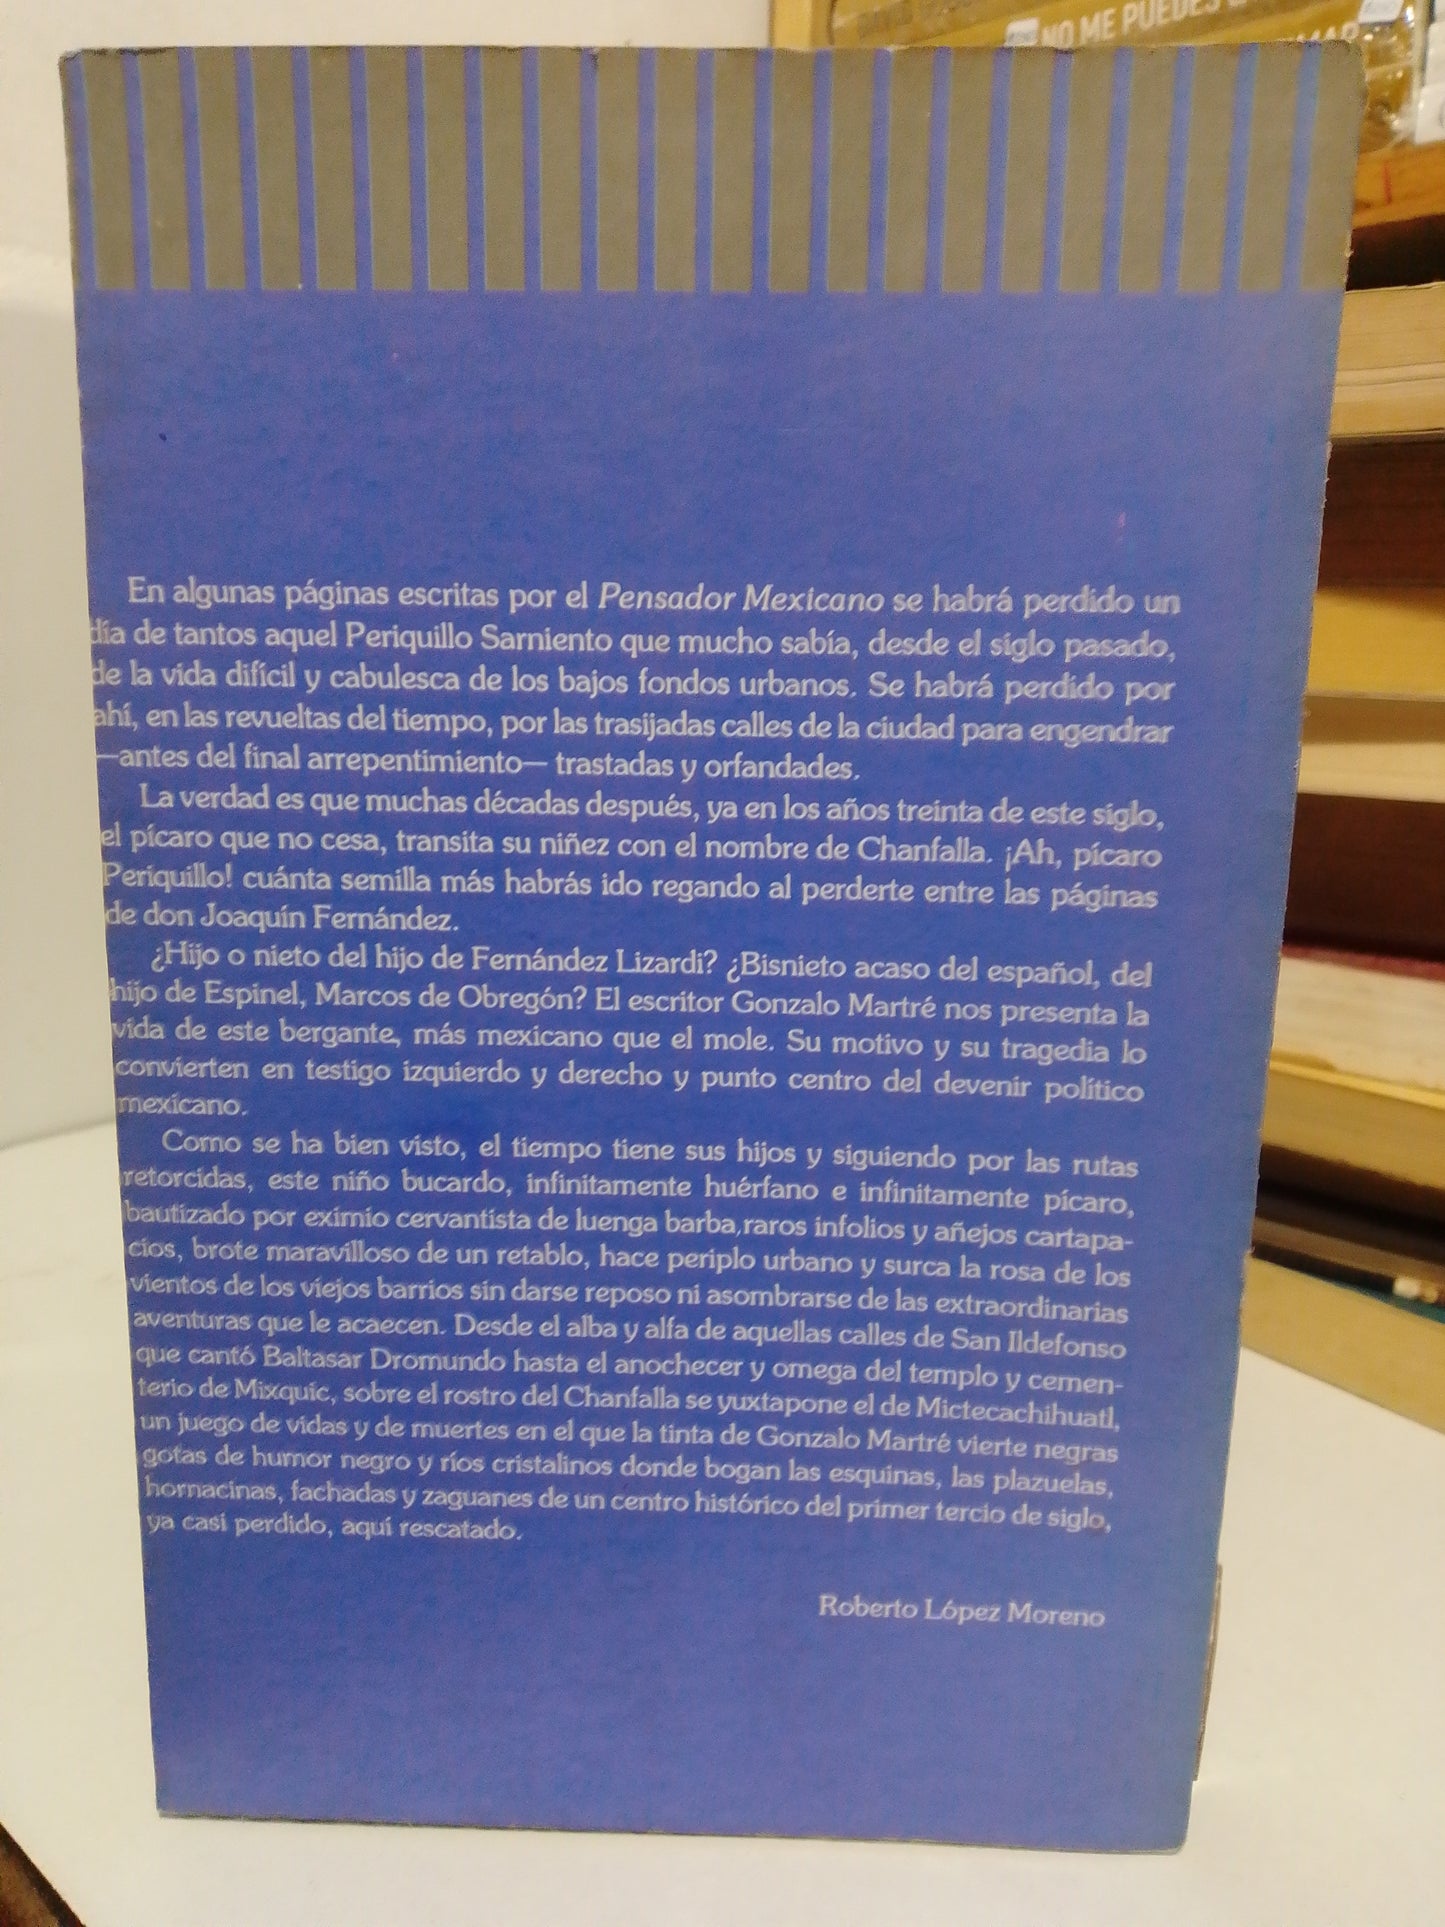 NO ME PUEDES
En algunas páginas escritas por el Pensador Mexicano se habrá perdido un
día de tantos aquel Periquillo Sarniento que mucho sabía, desde el siglo pasado,
de la vida difícil y cabulesca de los bajos fondos urbanos. Se habrá perdido por
ahí, en las revueltas del tiempo, por las trasijadas calles de la ciudad para engendrar
—antes del final arrepentimiento— trastadas y orfandades.
La verdad es que muchas décadas después, ya en los años treinta de este siglo,
el pícaro que no cesa, transita su niñez con el nombre de Chanfalla. ¡Ah, pícaro
Periquillo! cuánta semilla más habrás ido regando al perderte entre las páginas
de don Joaquín Fernández.
¿Hijo o nieto del hijo de Fernández Lizardi? ¿Bisnieto acaso del español, del
hijo de Espinel, Marcos de Obregón? El escritor Gonzalo Martré nos presenta la
vida de este bergante, más mexicano que el mole. Su motivo y su tragedia lo
convierten en testigo izquierdo y derecho y punto centro del devenir político
mexicano.
Como se ha bien visto, el tiempo tiene sus hijos y siguiendo por las rutas
retorcidas, este niño bucardo, infinitamente huérfano e infinitamente pícaro,
bautizado por eximio cervantista de luenga barba,raros infolios y añejos cartapa-
cios, brote maravilloso de un retablo, hace periplo urbano y surca la rosa de los
vientos de los viejos barrios sin darse reposo ni asombrarse de las extraordinarias
aventuras que le acaecen. Desde el alba y alfa de aquellas calles de San Ildefonso
que cantó Baltasar Dromundo hasta el anochecer y omega del templo y cemen-
terio de Mixquic, sobre el rostro del Chanfalla se yuxtapone el de Mictecachihuatl,
un juego de vidas y de muertes en el que la tinta de Gonzalo Martré vierte negras
gotas de humor negro y ríos cristalinos donde bogan las esquinas, las plazuelas,
hornacinas, fachadas y zaguanes de un centro histórico del primer tercio de siglo,
ya casi perdido, aquí rescatado.
Roberto López Moreno